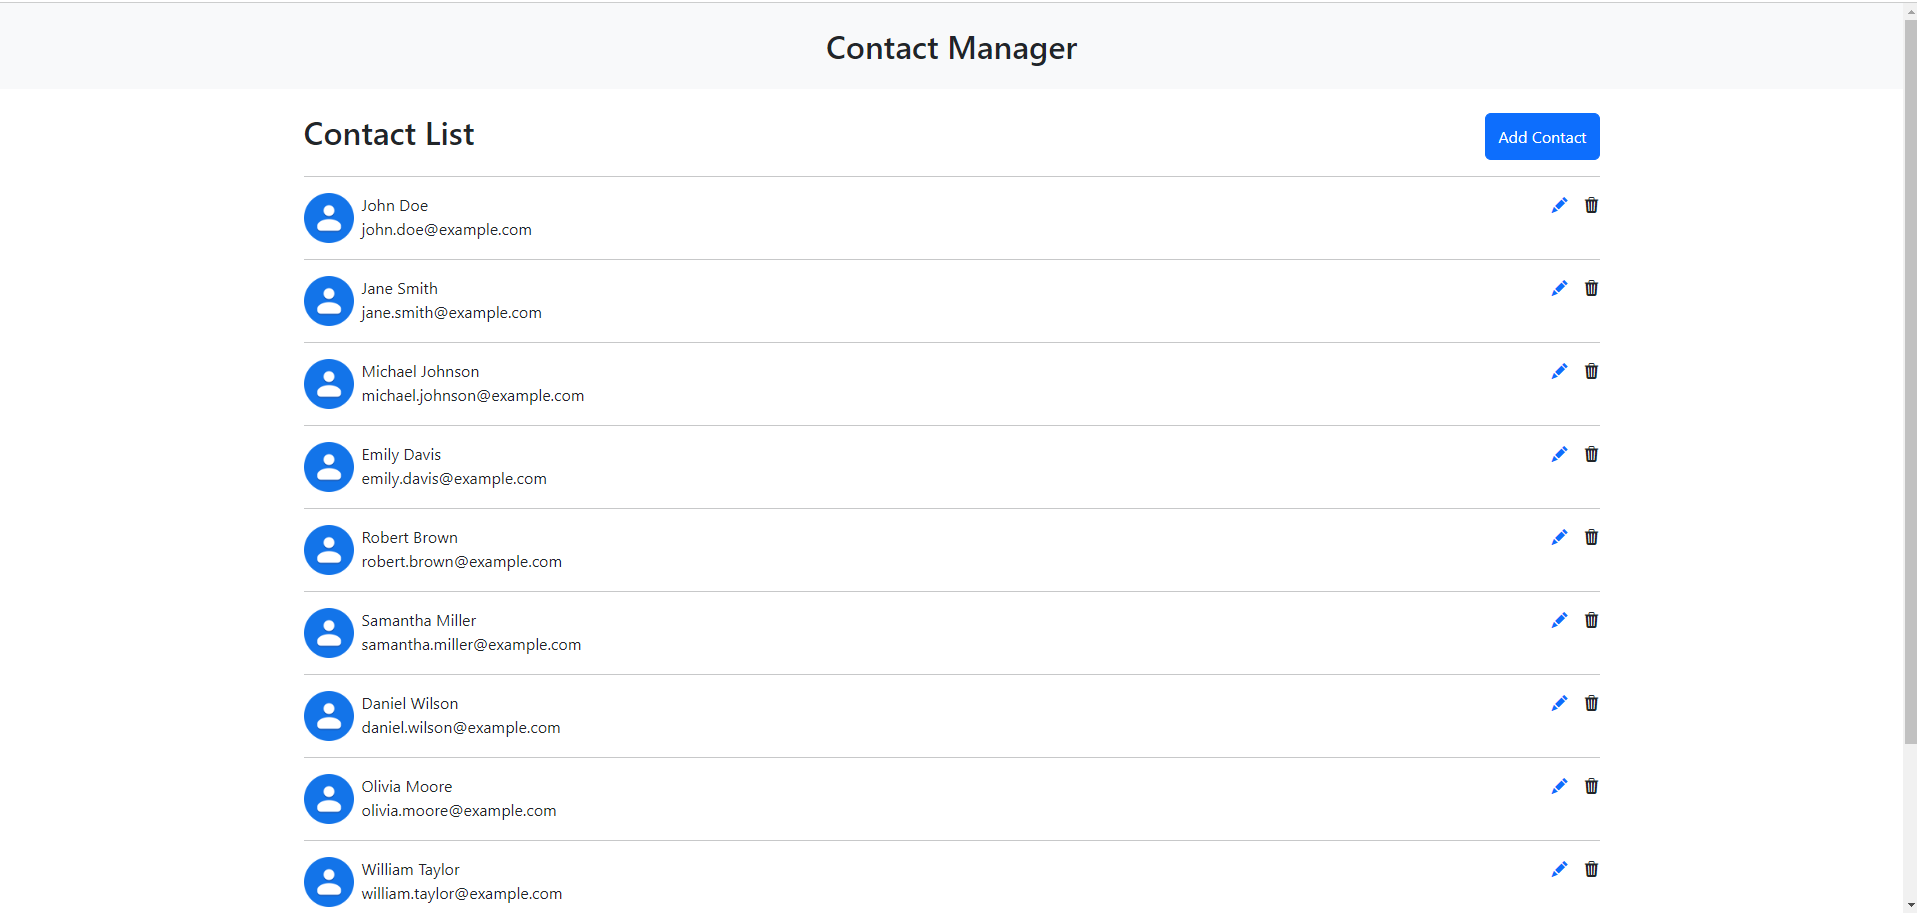 Contact Manager
Contact List
Add Contact
John Doe
john.doe@example.com
Jane Smith
jane.smith@example.com
Michael Johnson
michael.johnson@example.com
Emily Davis
emily.davis@example.com
Robert Brown
robert.brown@example.com
Samantha Miller
samantha.miller@example.com
Daniel Wilson
daniel.wilson@example.com
Olivia Moore
olivia.moore@example.com
William Taylor
william.taylor@example.com